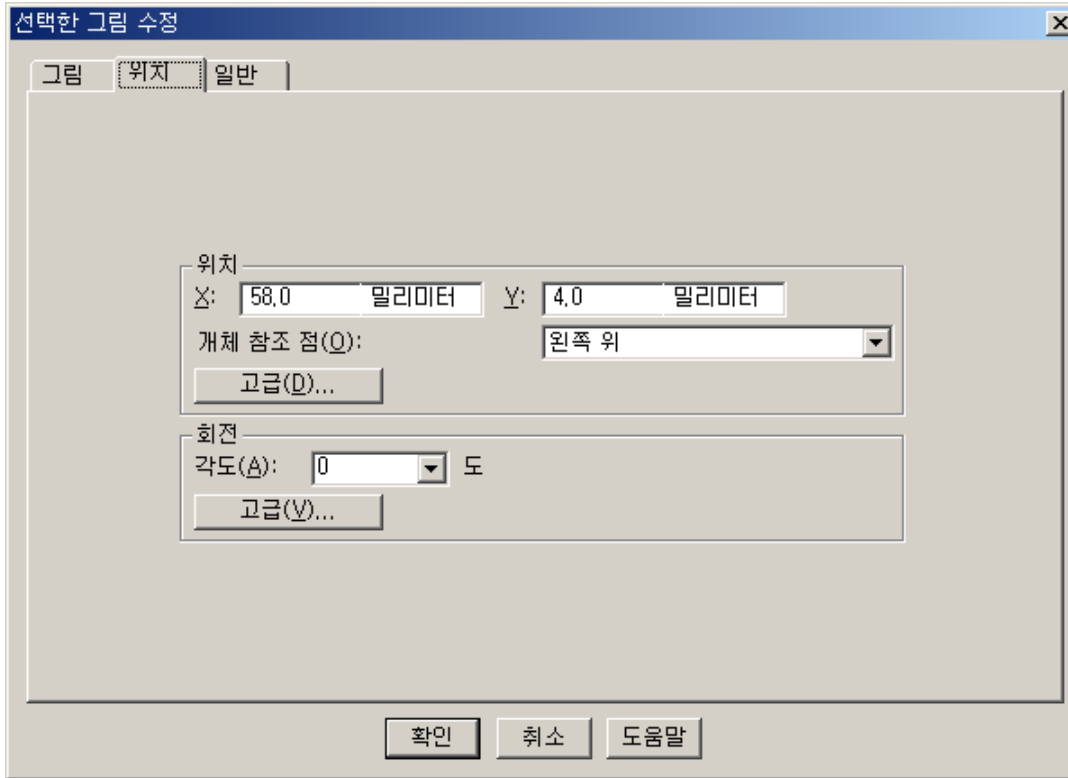 선택한 그림 수정
그림 위치 일반
위치
X: 58.0 밀리미터 Y: 4.0 밀리미터
개체 참조 점(O): 왼쪽 위
고급(D)...
회전
각도(A): 0 도
고급(V)...
확인 취소 도움말